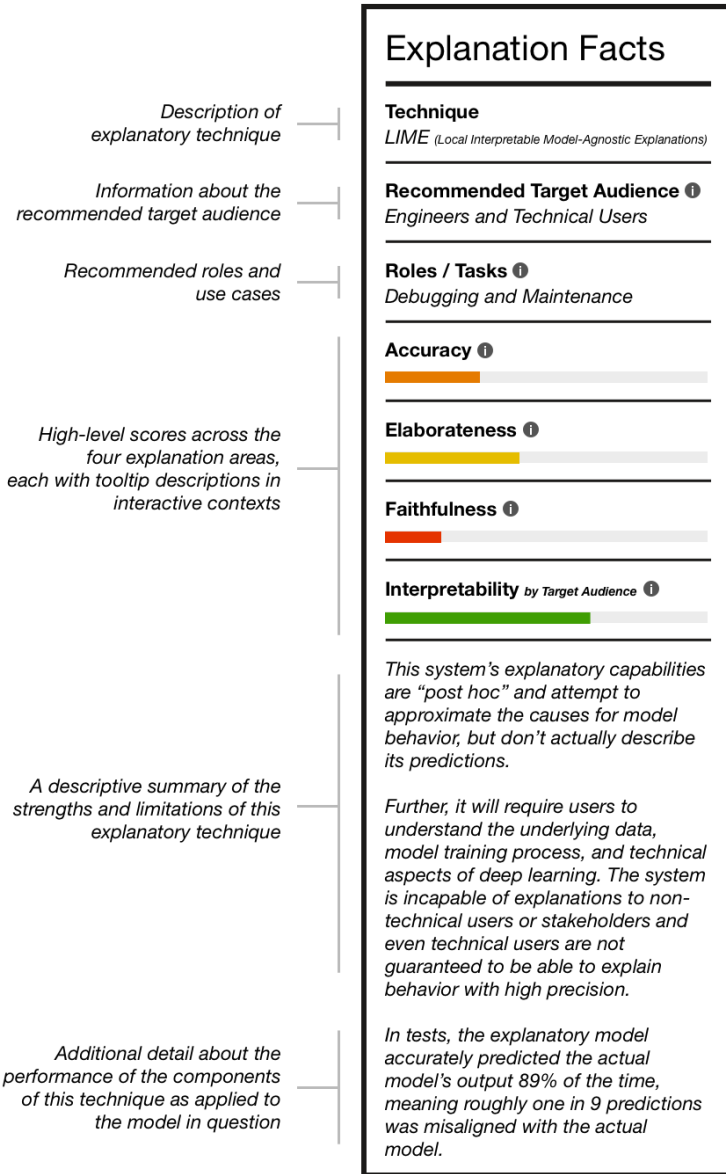 Explanation Facts
Description of
explanatory technique
Technique
LIME (Local Interpretable Model-Agnostic Explanations)
Information about the
recommended target audience
Recommended Target Audience i
Engineers and Technical Users
Recommended roles and
use cases
Roles / Tasks i
Debugging and Maintenance
High-level scores across the
four explanation areas,
each with tooltip descriptions in
interactive contexts
Accuracy i
Elaborateness i
Faithfulness i
Interpretability by Target Audience i
A descriptive summary of the
strengths and limitations of this
explanatory technique
This system’s explanatory capabilities
are “post hoc” and attempt to
approximate the causes for model
behavior, but don’t actually describe
its predictions.
Further, it will require users to
understand the underlying data,
model training process, and technical
aspects of deep learning. The system
is incapable of explanations to non-
technical users or stakeholders and
even technical users are not
guaranteed to be able to explain
behavior with high precision.
Additional detail about the
performance of the components
of this technique as applied to
the model in question
In tests, the explanatory model
accurately predicted the actual
model’s output 89% of the time,
meaning roughly one in 9 predictions
was misaligned with the actual
model.